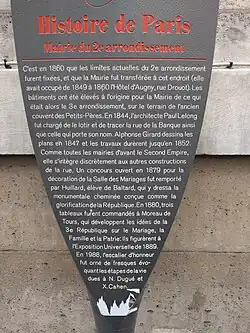 Histoire de Paris
Mairie du 2e arrondissement
C'est en 1860 que les limites actuelles du 2e arrondissement
furent fixées, et que la Mairie fut transférée à cet endroit (elle
avait occupé de 1849 à 1860 l'Hôtel d'Augny, rue Drouot). Les
bâtiments ont été élevés à l'origine pour la Mairie de ce qui
était alors le 3e arrondissement, sur le terrain de l'ancien
couvent des Petits-Pères. En 1844, l'architecte Paul Lelong
fut chargé de le lotir et de tracer la rue de la Banque ainsi
que celle qui porte son nom. Alphonse Girard dessina les
plans en 1847 et les travaux durèrent jusqu'en 1852.
Comme toutes les mairies d'avant le Second Empire,
elle s'intègre discrètement aux autres constructions
de la rue. Un concours ouvert en 1879 pour la
décoration de la Salle des Mariages fut remporté
par Huillard, élève de Baltard, qui y dressa la
monumentale cheminée conçue comme la
glorification de la République. En 1880, trois
tableaux furent commandés à Moreau de
Tours, qui développent les idées de la
3e République sur le Mariage, la
Famille et la Patrie: ils figurèrent à
l'Exposition Universelle de 1889.
En 1988, l'escalier d'honneur
fut orné de fresques évo-
quant les étapes de la vie
dues à N. Dugué et
X. Cahen